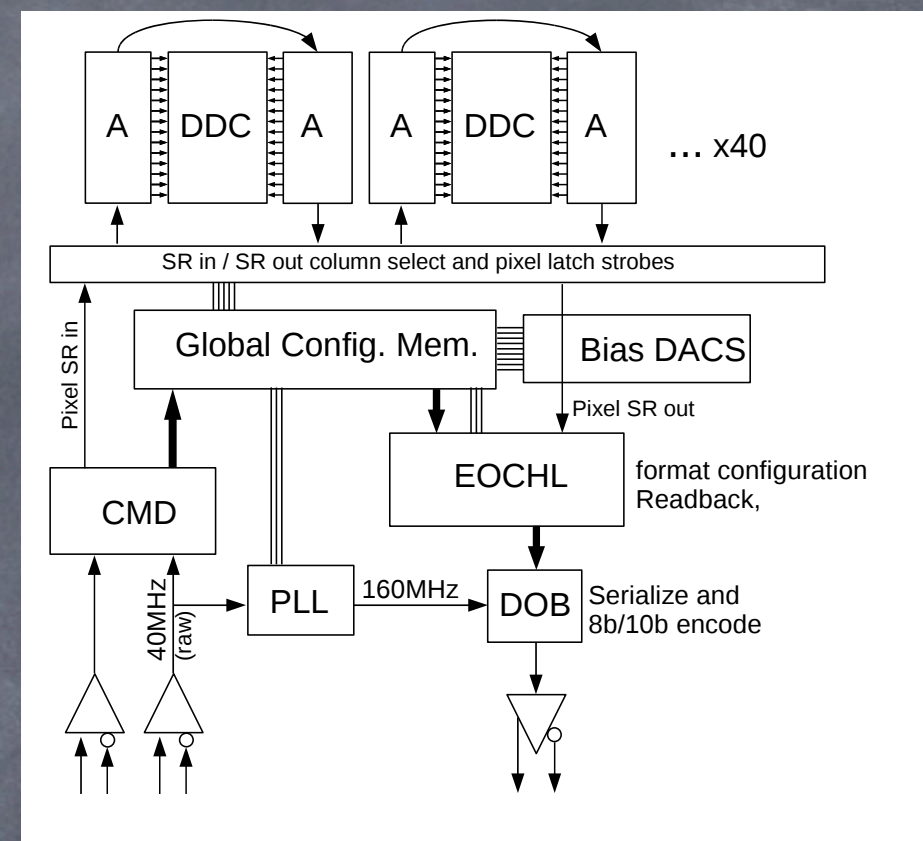 A DDC A A DDC A
... x40
SR in / SR out column select and pixel latch strobes
Pixel SR in
Global Config. Mem.
Bias DACS
Pixel SR out
CMD
EOCHL
format configuration
Readback,
40MHz
(raw)
PLL
160MHz
DOB
Serialize and
8b/10b encode